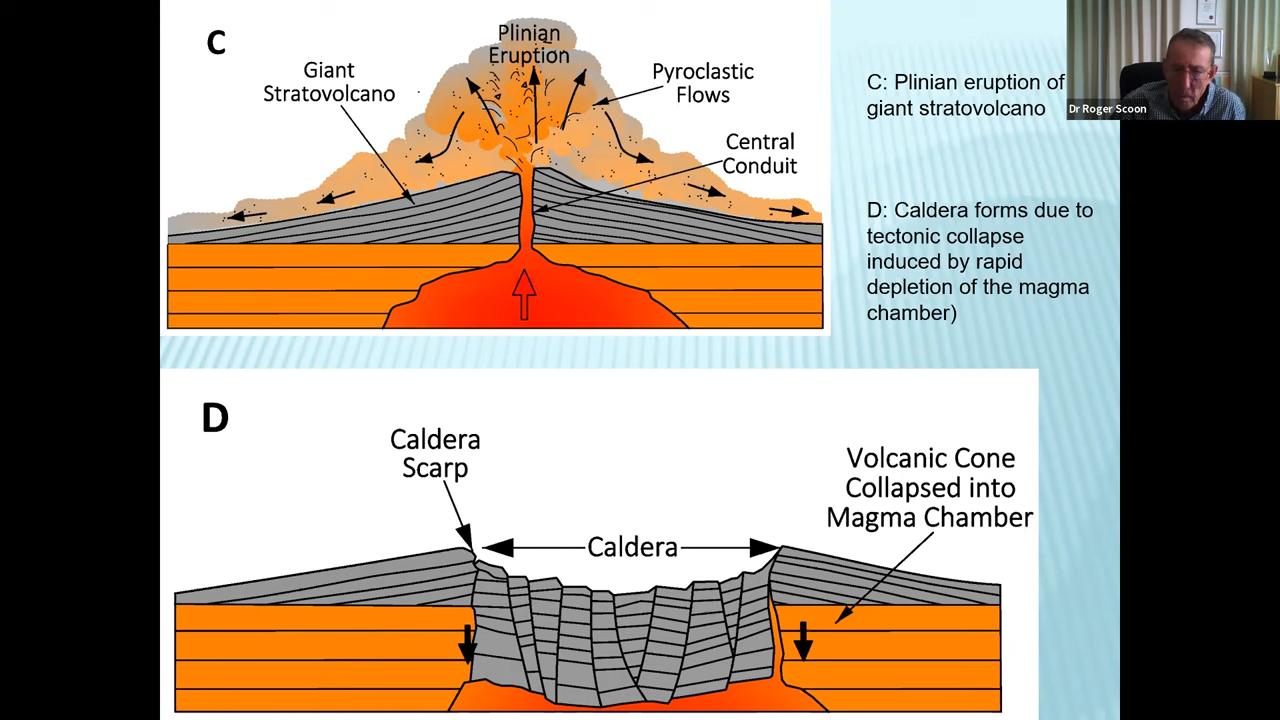 C
Plinian
Eruption
Giant
Stratovolcano
Pyroclastic
Flows
Central
Conduit
C: Plinian eruption of
giant stratovolcano
Dr Roger Scoon
D: Caldera forms due to
tectonic collapse
induced by rapid
depletion of the magma
chamber)
D
Caldera
Scarp
Volcanic Cone
Collapsed into
Magma Chamber
Caldera